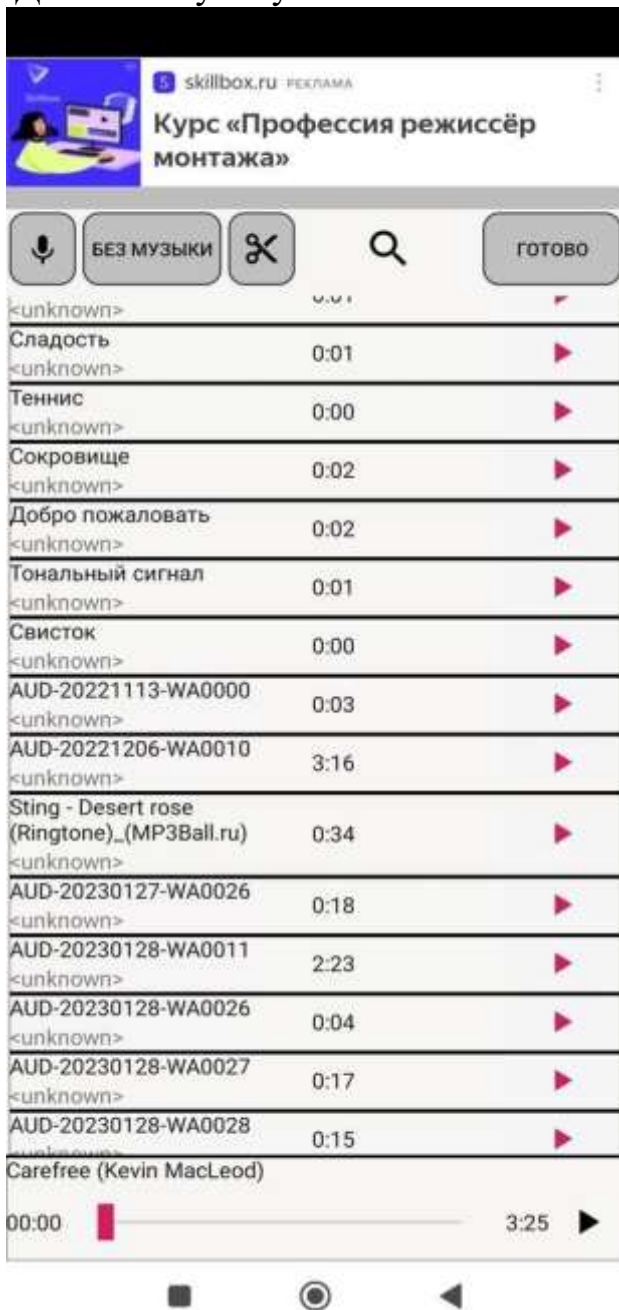 skillbox.ru РЕКЛАМА
Курс «Профессия режиссёр
монтажа»
БЕЗ МУЗЫКИ
ГОТОВО
0:01
<unknown>
Сладость
0:01
<unknown>
Теннис
0:00
<unknown>
Сокровище
0:02
<unknown>
Добро пожаловать
0:02
<unknown>
Тональный сигнал
0:01
<unknown>
Свисток
0:00
<unknown>
AUD-20221113-WA0000
0:03
<unknown>
AUD-20221206-WA0010
3:16
<unknown>
Sting - Desert rose
(Ringtone)_(MP3Ball.ru)
0:34
<unknown>
AUD-20230127-WA0026
0:18
<unknown>
AUD-20230128-WA0011
2:23
<unknown>
AUD-20230128-WA0026
0:04
<unknown>
AUD-20230128-WA0027
0:17
<unknown>
AUD-20230128-WA0028
0:15
<unknown>
Carefree (Kevin MacLeod)
00:00
3:25